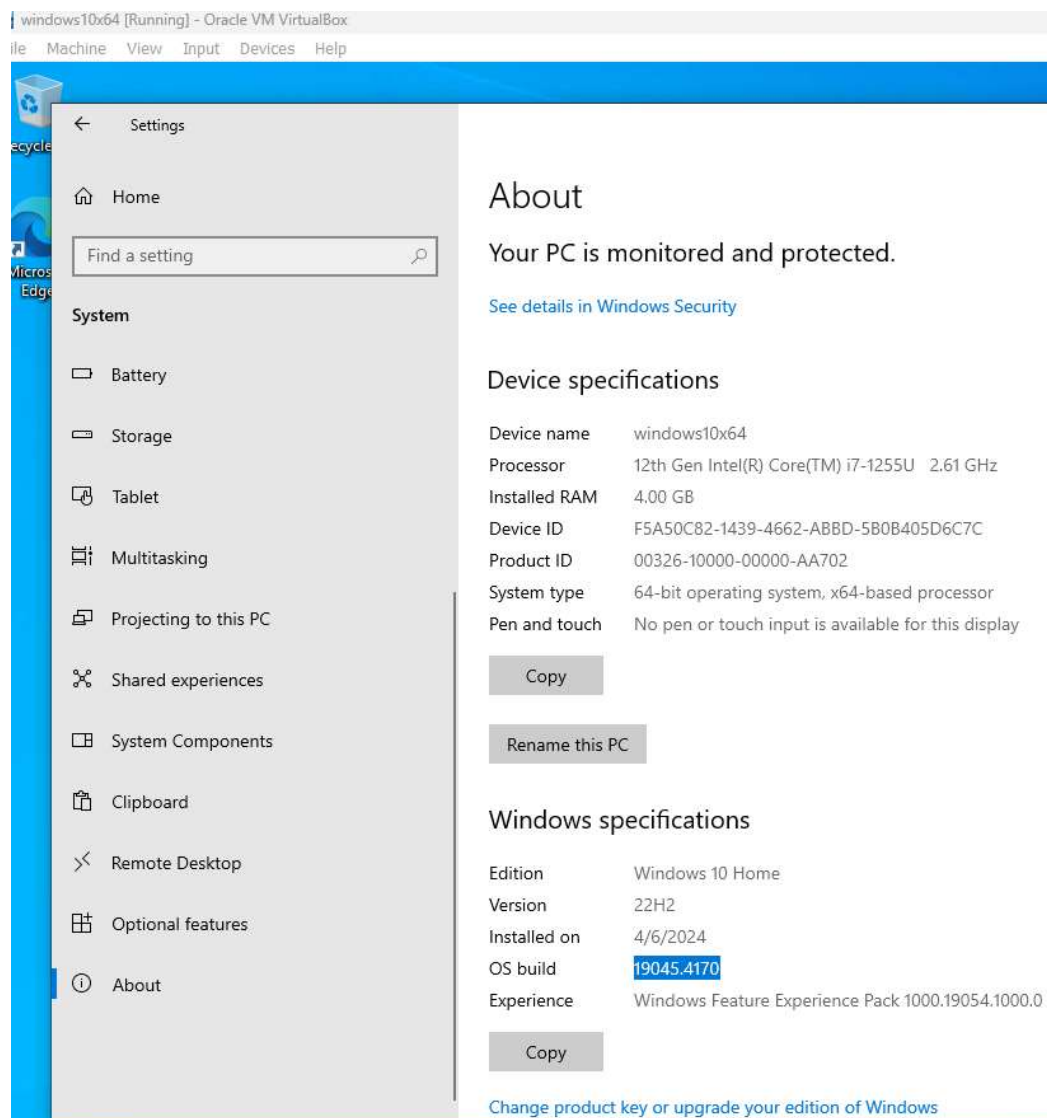 windows10x64 [Running] - Oracle VM VirtualBox
ile Machine View Input Devices Help
ecycle
Micros
Edge
Settings
Home
Find a setting
System
Battery
Storage
Tablet
Multitasking
Projecting to this PC
Shared experiences
System Components
Clipboard
Remote Desktop
Optional features
About
About
Your PC is monitored and protected.
See details in Windows Security
Device specifications
Device name windows10x64
Processor 12th Gen Intel(R) Core(TM) i7-1255U 2.61 GHz
Installed RAM 4.00 GB
Device ID F5A50C82-1439-4662-ABBD-5B0B405D6C7C
Product ID 00326-10000-00000-AA702
System type 64-bit operating system, x64-based processor
Pen and touch No pen or touch input is available for this display
Copy
Rename this PC
Windows specifications
Edition Windows 10 Home
Version 22H2
Installed on 4/6/2024
OS build 19045.4170
Experience Windows Feature Experience Pack 1000.19054.1000.0
Copy
Change product key or upgrade your edition of Windows